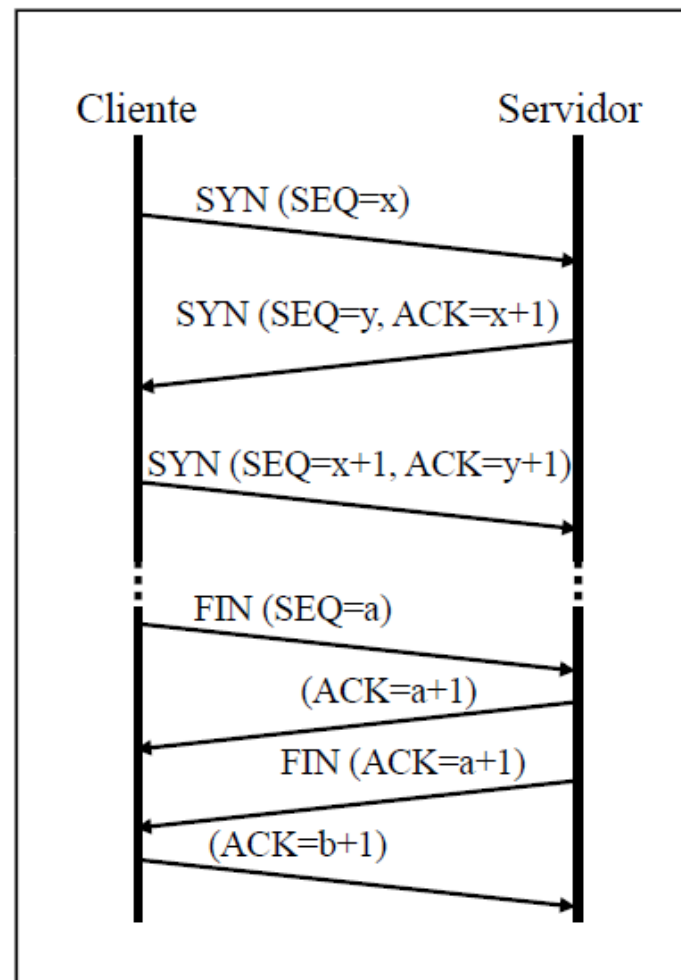 Cliente Servidor
SYN (SEQ=x)
SYN (SEQ=y, ACK=x+1)
SYN (SEQ=x+1, ACK=y+1)
FIN (SEQ=a)
(ACK=a+1)
FIN (ACK=a+1)
(ACK=b+1)